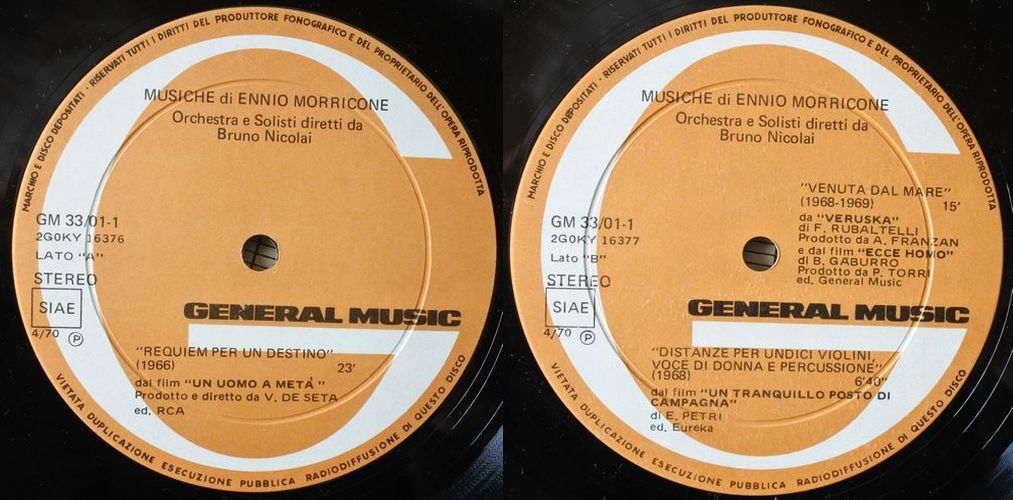 MARCHIO E DISCO DEPOSITATI - RISERVATI TUTTI I DIRITTI DEL PRODUTTORE FONOGRAFICO E DEL PROPRIETARIO DELL'OPERA RIPRODOTTA
MUSICHE di ENNIO MORRICONE
Orchestra e Solisti diretti da
Bruno Nicolai
GM 33/01-1
2G0KY 16376
LATO "A"
STEREO
SIAE
4/70 P
GENERAL MUSIC
"REQUIEM PER UN DESTINO"
(1966) 23'
dal film "UN UOMO A METÀ"
Prodotto e diretto da V. DE SETA
ed. RCA
VIETATA DUPLICAZIONE ESECUZIONE PUBBLICA RADIODIFFUSIONE DI QUESTO DISCO
MARCHIO E DISCO DEPOSITATI - RISERVATI TUTTI I DIRITTI DEL PRODUTTORE FONOGRAFICO E DEL PROPRIETARIO DELL'OPERA RIPRODOTTA
MUSICHE di ENNIO MORRICONE
Orchestra e Solisti diretti da
Bruno Nicolai
"VENUTA DAL MARE"
(1968-1969) 15'
da "VERUSKA"
di F. RUBALTELLI
Prodotto da A. FRANZAN
e dal film "ECCE HOMO"
di B. GABURRO
Prodotto da P. TORRI
ed. General Music
GM 33/01-1
2G0KY 16377
LATO "B"
STEREO
SIAE
4/70 P
GENERAL MUSIC
"DISTANZE PER UNDICI VIOLINI,
VOCE DI DONNA E PERCUSSIONE"
(1968) 6'40"
dal film "UN TRANQUILLO POSTO DI
CAMPAGNA"
di E. PETRI
ed. Eureka
VIETATA DUPLICAZIONE ESECUZIONE PUBBLICA RADIODIFFUSIONE DI QUESTO DISCO